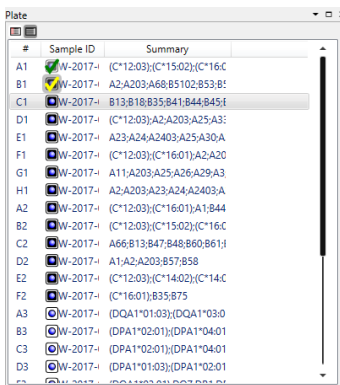 Plate
# Sample ID Summary
A1 W-2017- (C*12:03);(C*15:02);(C*16:
B1 W-2017- A2;A203;A68;B5102;B53;
C1 W-2017- B13;B18;B35;B41;B44;B45;
D1 W-2017- (C*12:03);A2;A203;A25;A3
E1 W-2017- A23;A24;A2403;A25;A30;A
F1 W-2017- (C*12:03);(C*16:01);A2;A20
G1 W-2017- A11;A203;A25;A26;A29;A3
H1 W-2017- A2;A203;A23;A24;A2403;A
A2 W-2017- (C*12:03);(C*16:01);A1;B44
B2 W-2017- (C*12:03);(C*15:02);(C*16:
C2 W-2017- A66;B13;B47;B48;B60;B61;
D2 W-2017- A1;A2;A203;B57;B58
E2 W-2017- (C*12:03);(C*14:02);(C*14:
F2 W-2017- (C*16:01);B35;B75
A3 W-2017- (DQA1*01:03);(DQA1*03:0
B3 W-2017- (DPA1*02:01);(DPA1*04:01
C3 W-2017- (DPA1*02:01);(DPA1*04:01
D3 W-2017- (DPA1*01:03);(DPA1*02:01